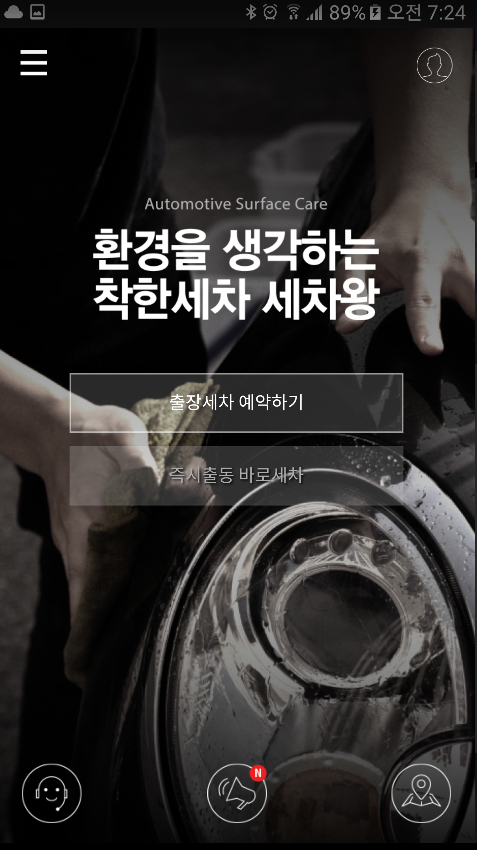 89% 오전 7:24
Automotive Surface Care
환경을 생각하는
착한세차 세차왕
출장세차 예약하기
즉시출동 바로세차
N